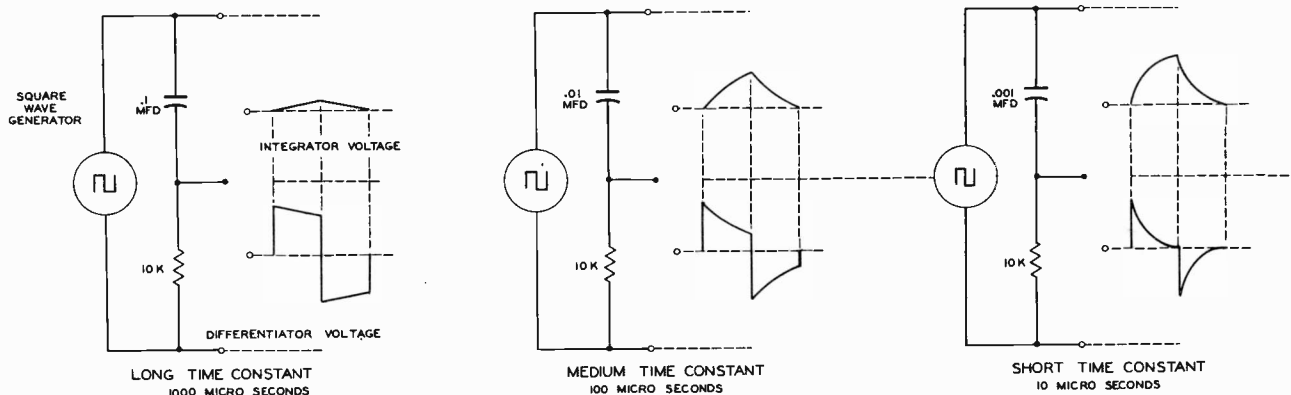 SQUARE
WAVE
GENERATOR
.1
MFD
10 K
INTEGRATOR VOLTAGE
DIFFERENTIATOR VOLTAGE
LONG TIME CONSTANT
1000 MICRO SECONDS
.01
MFD
10 K
MEDIUM TIME CONSTANT
100 MICRO SECONDS
.001
MFD
10 K
SHORT TIME CONSTANT
10 MICRO SECONDS